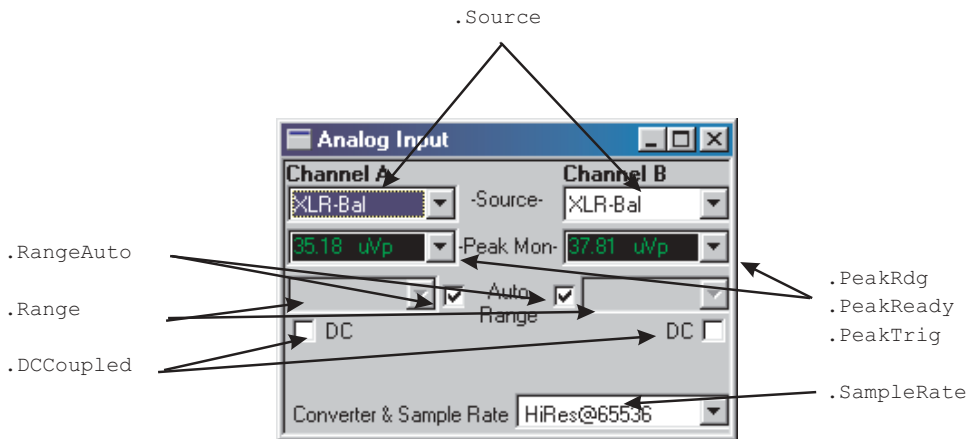 .Source
Analog Input
Channel A Channel B
XLR-Bal -Source- XLR-Bal
35.18 uVp -Peak Mon- 37.81 uVp
.RangeAuto
.PeakRdg
.PeakReady
.PeakTrig
Auto
Range
.Range
DC DC
.DCCoupled
.SampleRate
Converter & Sample Rate HiRes@65536